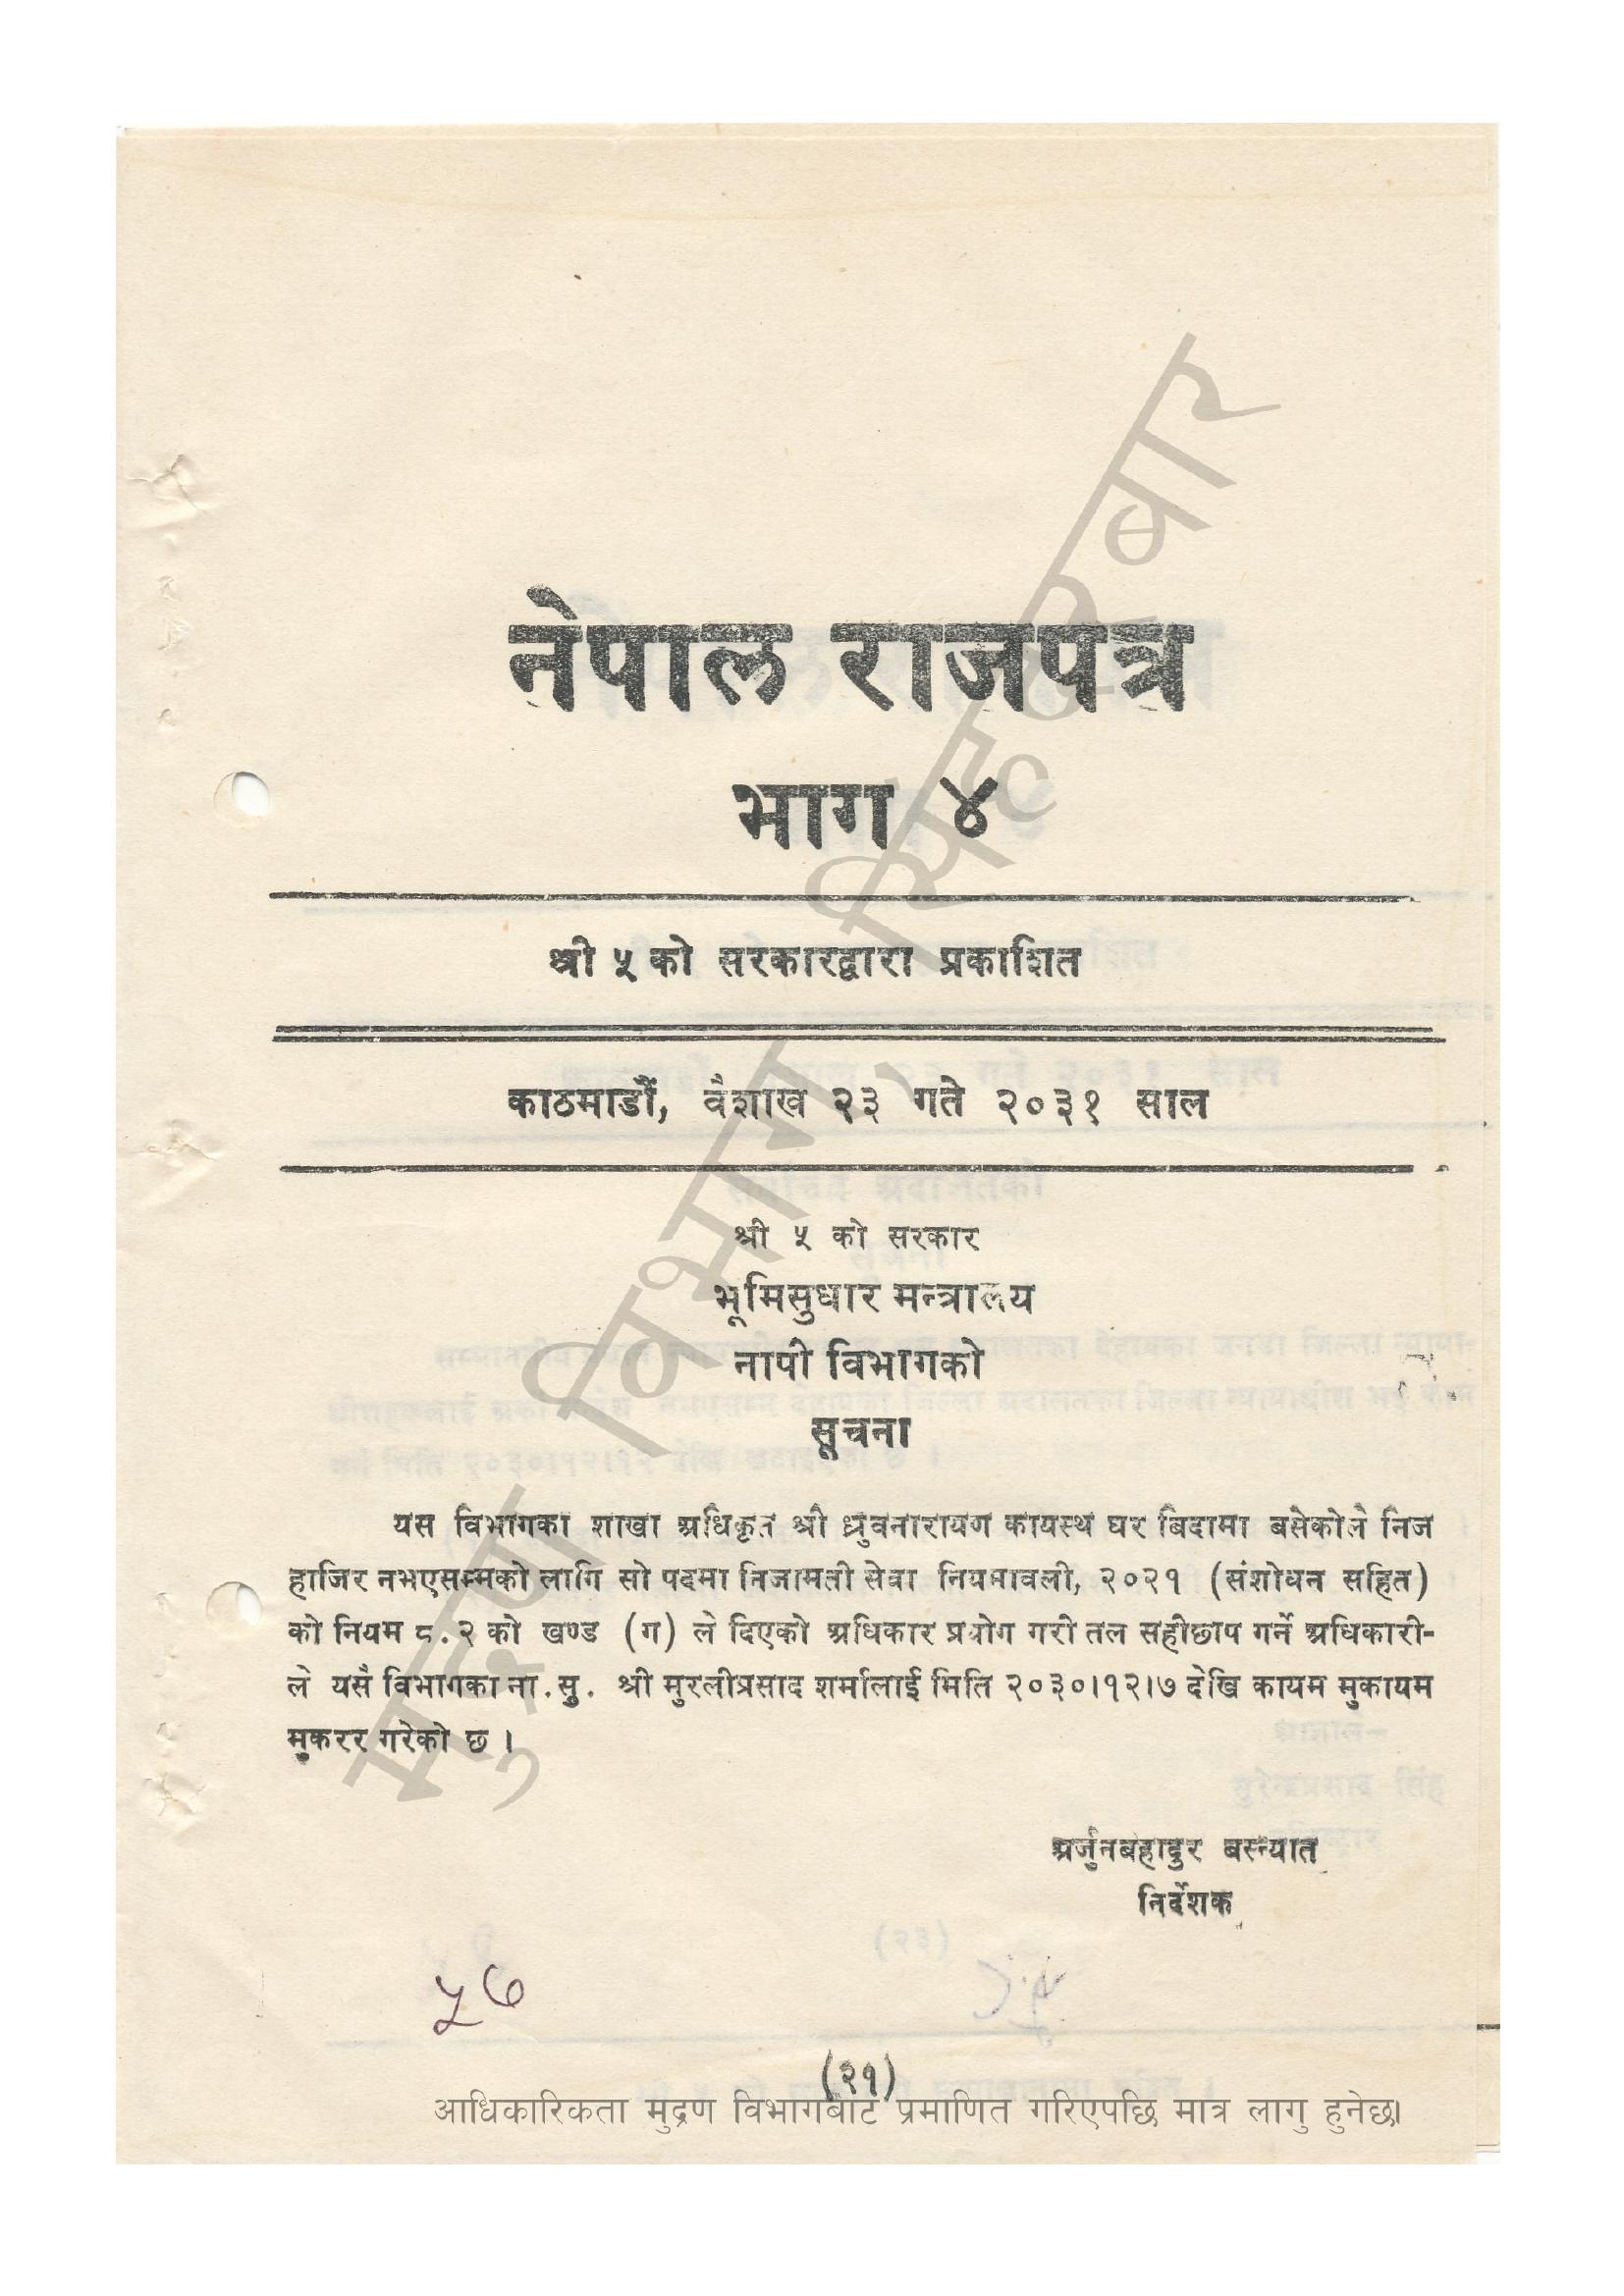 नेपाल राजपत्र
भाग ४
श्री ५ को सरकारद्वारा प्रकाशित
काठमाडौं, वैशाख २३ गते २०३१ साल
श्री ५ को सरकार
भूमिसुधार मन्त्रालय
नापी विभागको
सूचना
यस विभागका शाखा अधिकृत श्री ध्रुवनारायण कायस्थ घर बिदामा बसेकोले निज
हाजिर नभएसम्मको लागि सो पदमा निजामती सेवा नियमावली, २०२१ (संशोधन सहित)
को नियम ८.२ को खण्ड (ग) ले दिएको अधिकार प्रयोग गरी तल सहीछाप गर्ने अधिकारी-
ले यसै विभागका ना.सु. श्री मुरलीप्रसाद शर्मालाई मिति २०३०।१२।७ देखि कायम मुकायम
मुकरर गरेको छ ।
अर्जुनबहादुर बस्न्यात
निर्देशक
५७
(२१)
आधिकारिकता मुद्रण विभागबाट प्रमाणित गरिएपछि मात्र लागु हुनेछ।
मुद्रण विभाग, सिंहदरबार